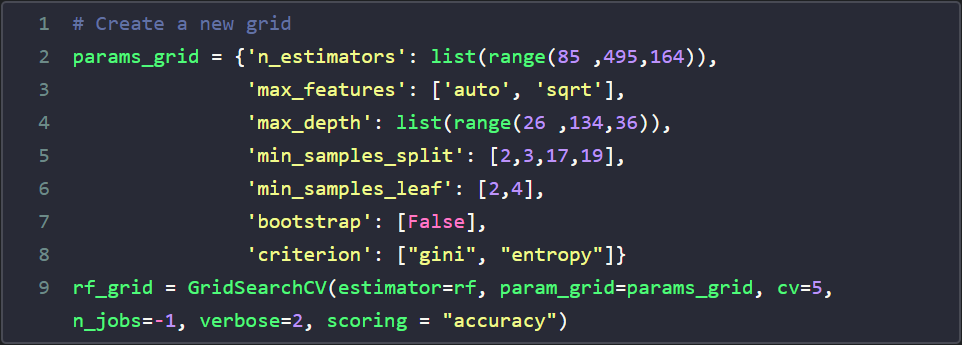 1 # Create a new grid
2 params_grid = {'n_estimators': list(range(85 ,495,164)),
3 'max_features': ['auto', 'sqrt'],
4 'max_depth': list(range(26 ,134,36)),
5 'min_samples_split': [2,3,17,19],
6 'min_samples_leaf': [2,4],
7 'bootstrap': [False],
8 'criterion': ["gini", "entropy"]}
9 rf_grid = GridSearchCV(estimator=rf, param_grid=params_grid, cv=5,
n_jobs=-1, verbose=2, scoring = "accuracy")